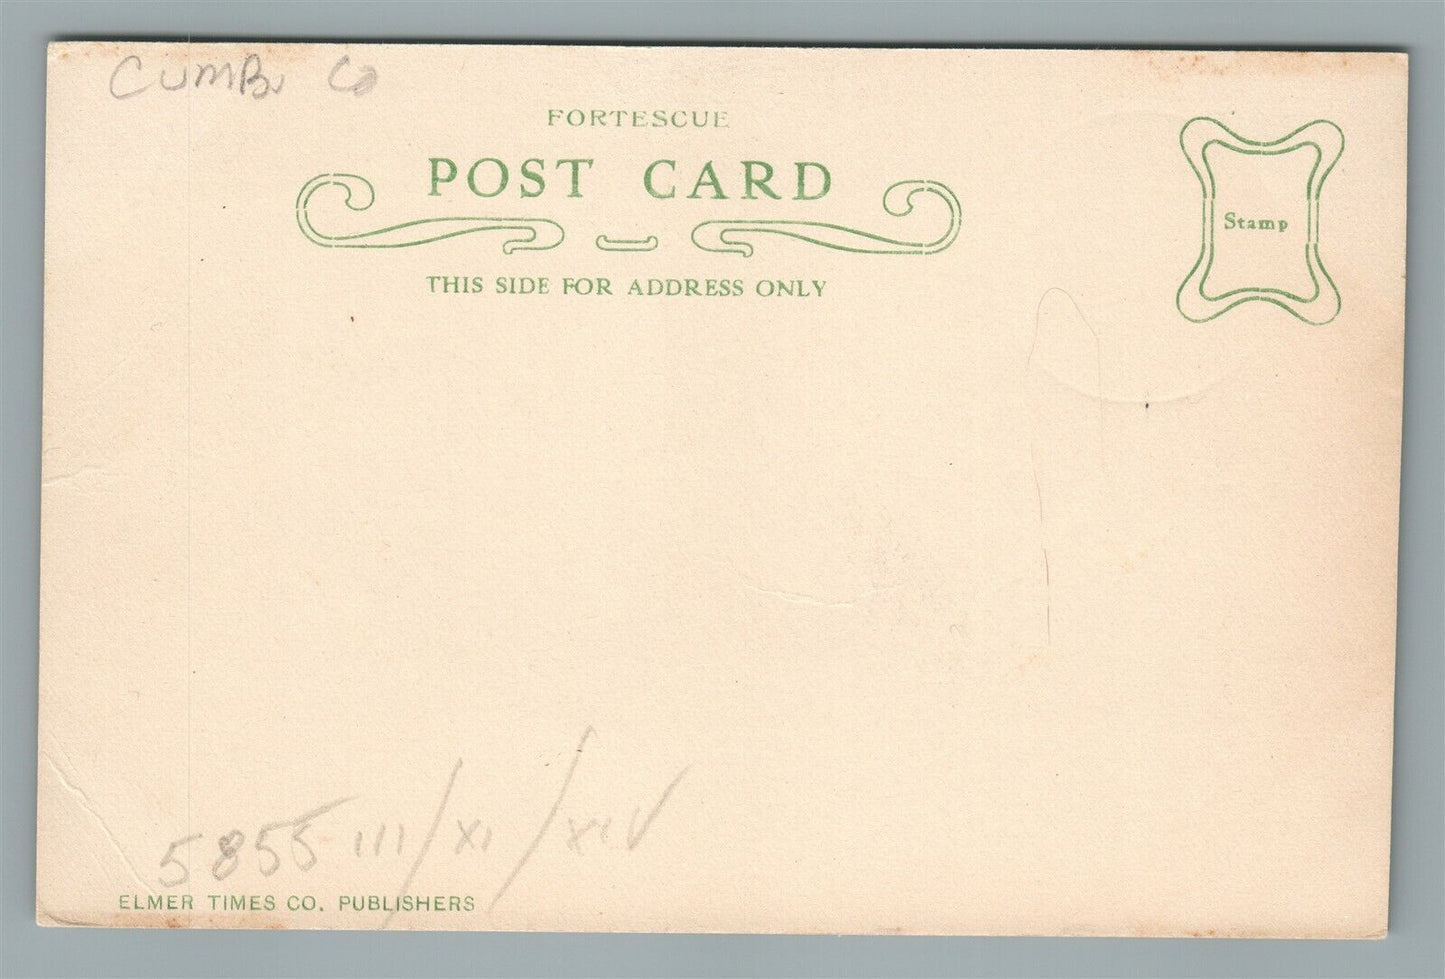 CUMB. Co
FORTESCUE
POST CARD
Stamp
THIS SIDE FOR ADDRESS ONLY
5855 III/XI/XIV
ELMER TIMES CO. PUBLISHERS